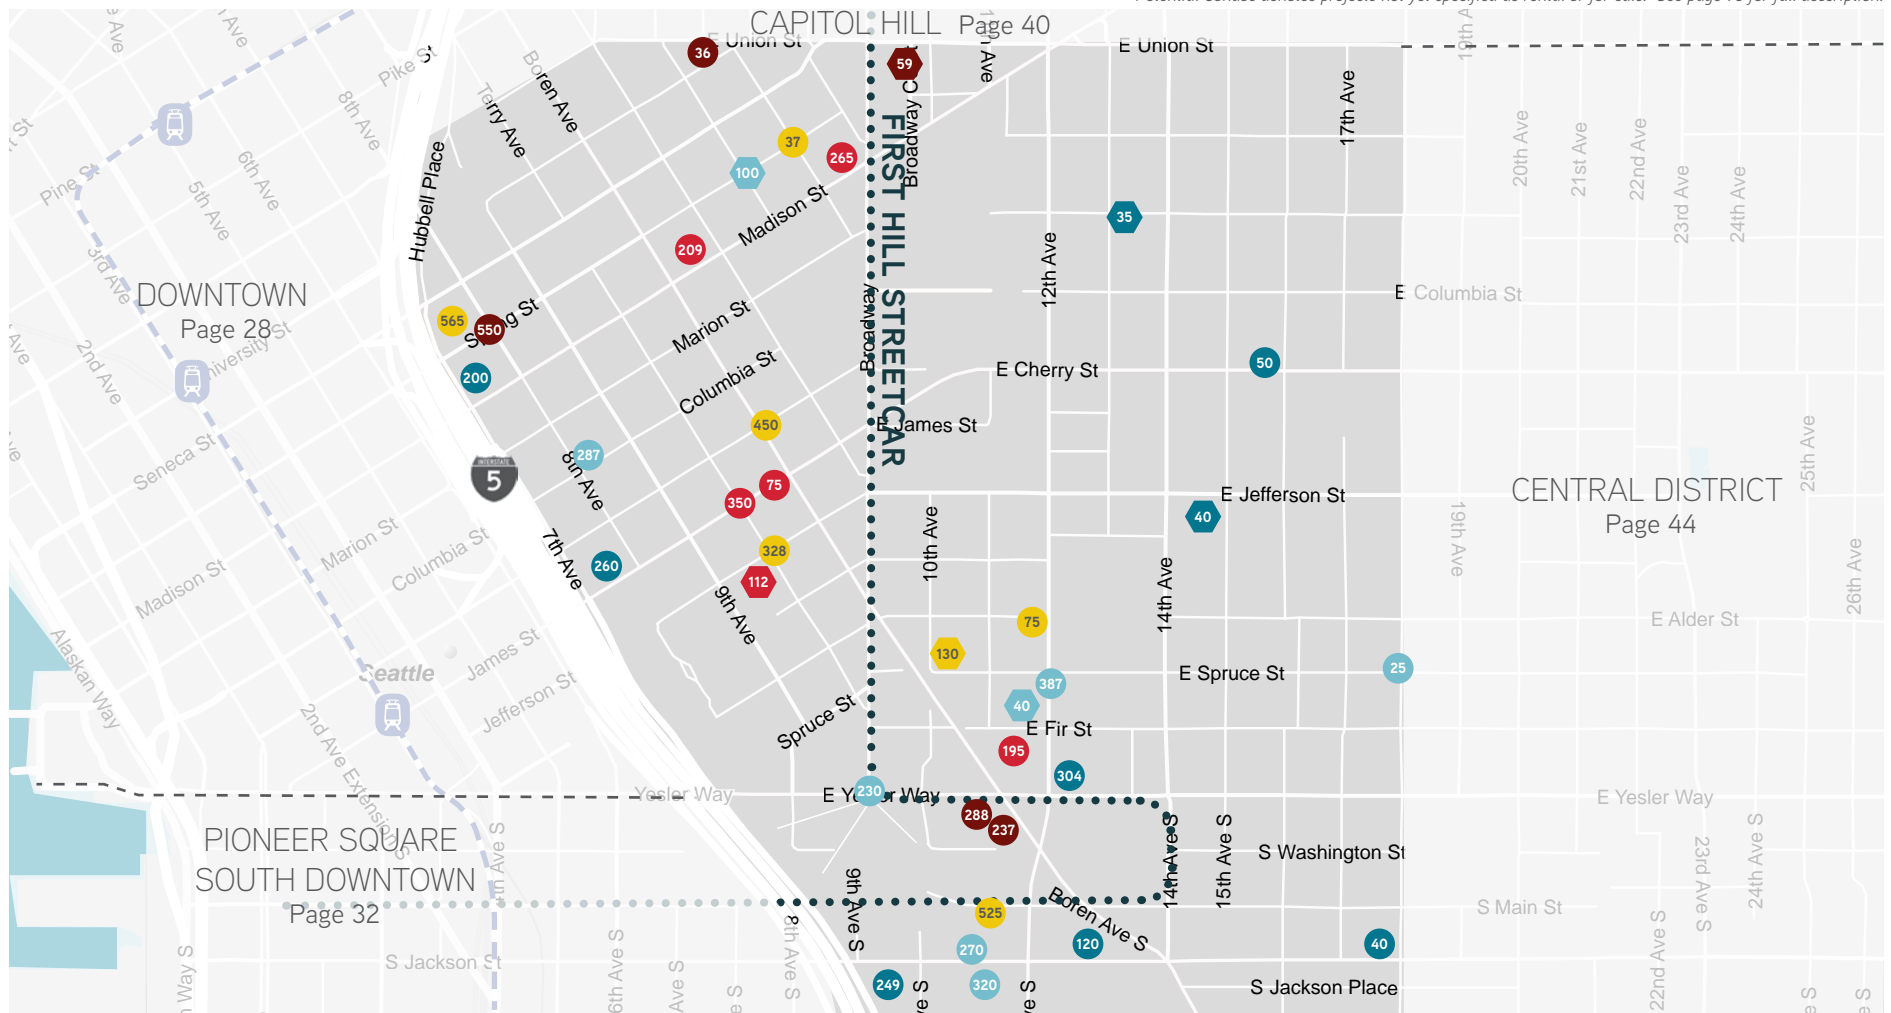 CAPITOL HILL Page 40
E Union St
E Union St
17th Ave
Pike St
8th Ave
Boren Ave
Terry Ave
36
59
37
265
100
Madison St
FIRST HILL STREETCAR
Broadway
35
20th Ave
21st Ave
22nd Ave
23rd Ave
24th Ave
Pine St
6th Ave
5th Ave
3rd Ave
Hubbell Place
209
12th Ave
DOWNTOWN
Page 28
University St
2nd Ave
565
550
200
Marion St
Columbia St
Broadway
E Columbia St
E Cherry St
50
450
E James St
Seneca St
INTERSTATE
5
287
8th Ave
75
350
E Jefferson St
40
CENTRAL DISTRICT
Page 44
25th Ave
19th Ave
10th Ave
14th Ave
26th Ave
Marion St
Columbia St
Madison St
7th Ave
260
328
112
9th Ave
75
130
E Alder St
E Spruce St
25
387
40
E Fir St
Spruce St
195
304
Alaskan Way
Seattle
James St
Jefferson St
2nd Ave Extension S
Yesler Way
230
E Yesler Way
E Yesler Way
288
237
PIONEER SQUARE
SOUTH DOWNTOWN
Page 32
S Washington St
14th Ave S
15th Ave S
23rd Ave S
24th Ave S
9th Ave S
8th Ave S
525
Boren Ave S
S Main St
270
120
40
S Jackson St
249
320
S Jackson Place
6th Ave S
22nd Ave S